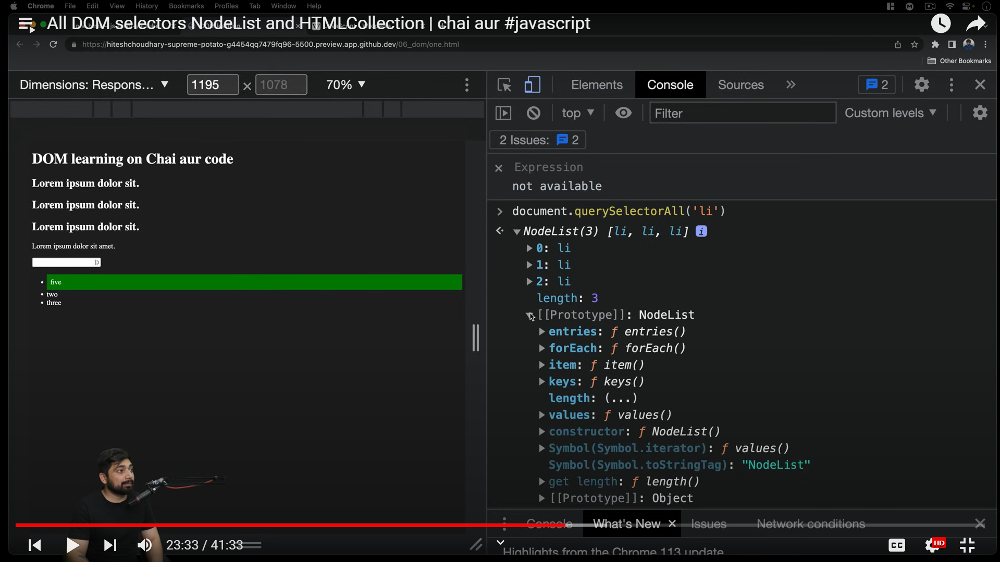 Chrome File Edit View History Bookmarks Profiles Tab Window Help
All DOM selectors NodeList and HTMLCollection | chai aur #javascript
https://hiteshchoudhary-supreme-potato-g4454qq7479fq96-5500.preview.app.github.dev/06_dom/one.html
Other Bookmarks
Dimensions: Respons... ▼ 1195 × 1078 70% ▼
Elements Console Sources » 2
top ▼ Filter Custom levels ▼
2 Issues: 2
DOM learning on Chai aur code
Lorem ipsum dolor sit.
Lorem ipsum dolor sit.
Lorem ipsum dolor sit.
Lorem ipsum dolor sit amet.
• five
• two
• three
Expression
not available
document.querySelectorAll('li')
NodeList(3) [li, li, li] i
0: li
1: li
2: li
length: 3
[[Prototype]]: NodeList
entries: ƒ entries()
forEach: ƒ forEach()
item: ƒ item()
keys: ƒ keys()
length: (...)
values: ƒ values()
constructor: ƒ NodeList()
Symbol(Symbol.iterator): ƒ values()
Symbol(Symbol.toStringTag): "NodeList"
get length: ƒ length()
[[Prototype]]: Object
Console What's New × Issues Network conditions
Highlights from the Chrome 113 update
23:33 / 41:33
CC HD